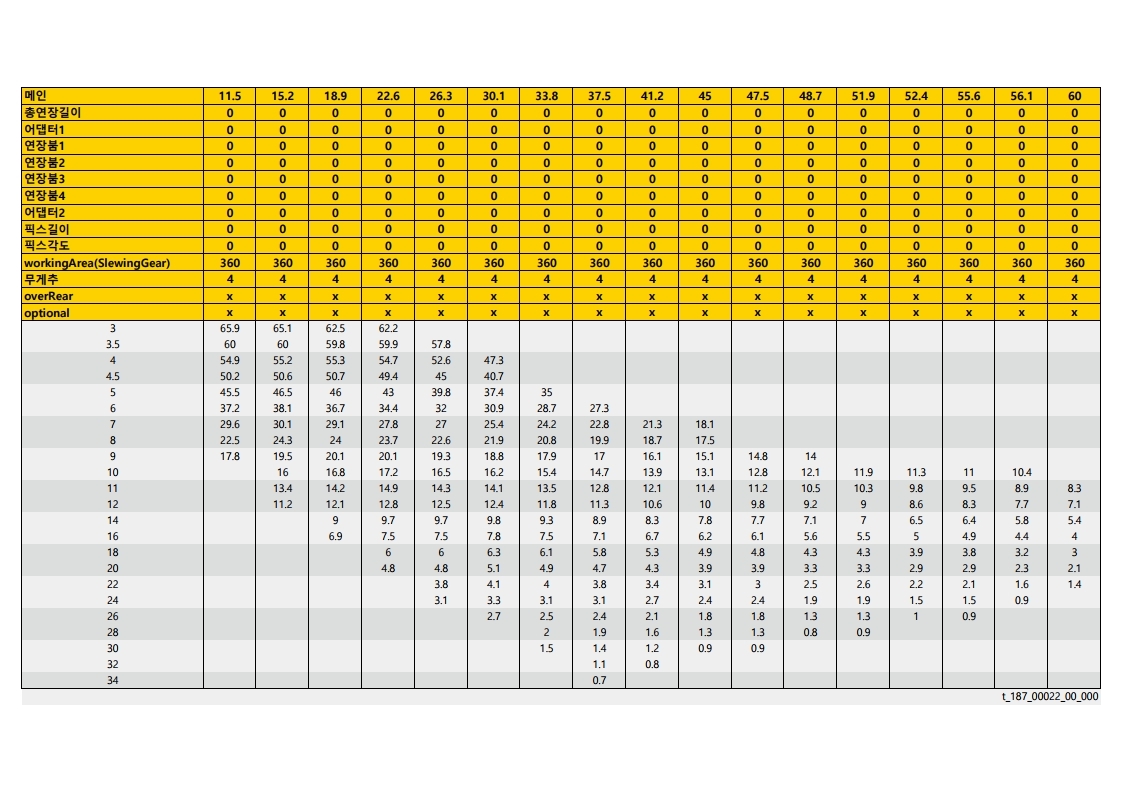 메인 11.5 15.2 18.9 22.6 26.3 30.1 33.8 37.5 41.2 45 47.5 48.7 51.9 52.4 55.6 56.1 60
총연장길이 0 0 0 0 0 0 0 0 0 0 0 0 0 0 0 0 0
어댑터1 0 0 0 0 0 0 0 0 0 0 0 0 0 0 0 0 0
연장붐1 0 0 0 0 0 0 0 0 0 0 0 0 0 0 0 0 0
연장붐2 0 0 0 0 0 0 0 0 0 0 0 0 0 0 0 0 0
연장붐3 0 0 0 0 0 0 0 0 0 0 0 0 0 0 0 0 0
연장붐4 0 0 0 0 0 0 0 0 0 0 0 0 0 0 0 0 0
어댑터2 0 0 0 0 0 0 0 0 0 0 0 0 0 0 0 0 0
픽스길이 0 0 0 0 0 0 0 0 0 0 0 0 0 0 0 0 0
픽스각도 0 0 0 0 0 0 0 0 0 0 0 0 0 0 0 0 0
workingArea(SlewingGear) 360 360 360 360 360 360 360 360 360 360 360 360 360 360 360 360 360
무게추 4 4 4 4 4 4 4 4 4 4 4 4 4 4 4 4 4
overRear x x x x x x x x x x x x x x x x x
optional x x x x x x x x x x x x x x x x x
3 65.9 65.1 62.5 62.2
3.5 60 60 59.8 59.9 57.8
4 54.9 55.2 55.3 54.7 52.6 47.3
4.5 50.2 50.6 50.7 49.4 45 40.7
5 45.5 46.5 46 43 39.8 37.4 35
6 37.2 38.1 36.7 34.4 32 30.9 28.7 27.3
7 29.6 30.1 29.1 27.8 27 25.4 24.2 22.8 21.3 18.1
8 22.5 24.3 24 23.7 22.6 21.9 20.8 19.9 18.7 17.5
9 17.8 19.5 20.1 20.1 19.3 18.8 17.9 17 16.1 15.1 14.8 14
10 16 16.8 17.2 16.5 16.2 15.4 14.7 13.9 13.1 12.8 12.1 11.9 11.3 11 10.4
11 13.4 14.2 14.9 14.3 14.1 13.5 12.8 12.1 11.4 11.2 10.5 10.3 9.8 9.5 8.9 8.3
12 11.2 12.1 12.8 12.5 12.4 11.8 11.3 10.6 10 9.8 9.2 9 8.6 8.3 7.7 7.1
14 9 9.7 9.7 9.8 9.3 8.9 8.3 7.8 7.7 7.1 7 6.5 6.4 5.8 5.4
16 6.9 7.5 7.5 7.8 7.5 7.1 6.7 6.2 6.1 5.6 5.5 5 4.9 4.4 4
18 6 6 6.3 6.1 5.8 5.3 4.9 4.8 4.3 4.3 3.9 3.8 3.2 3
20 4.8 4.8 5.1 4.9 4.7 4.3 3.9 3.9 3.3 3.3 2.9 2.9 2.3 2.1
22 3.8 4.1 4 3.8 3.4 3.1 3 2.5 2.6 2.2 2.1 1.6 1.4
24 3.1 3.3 3.1 3.1 2.7 2.4 2.4 1.9 1.9 1.5 1.5 0.9
26 2.7 2.5 2.4 2.1 1.8 1.8 1.3 1.3 1 0.9
28 2 1.9 1.6 1.3 1.3 0.8 0.9
30 1.5 1.4 1.2 0.9 0.9
32 1.1 0.8
34 0.7
t_187_00022_00_000